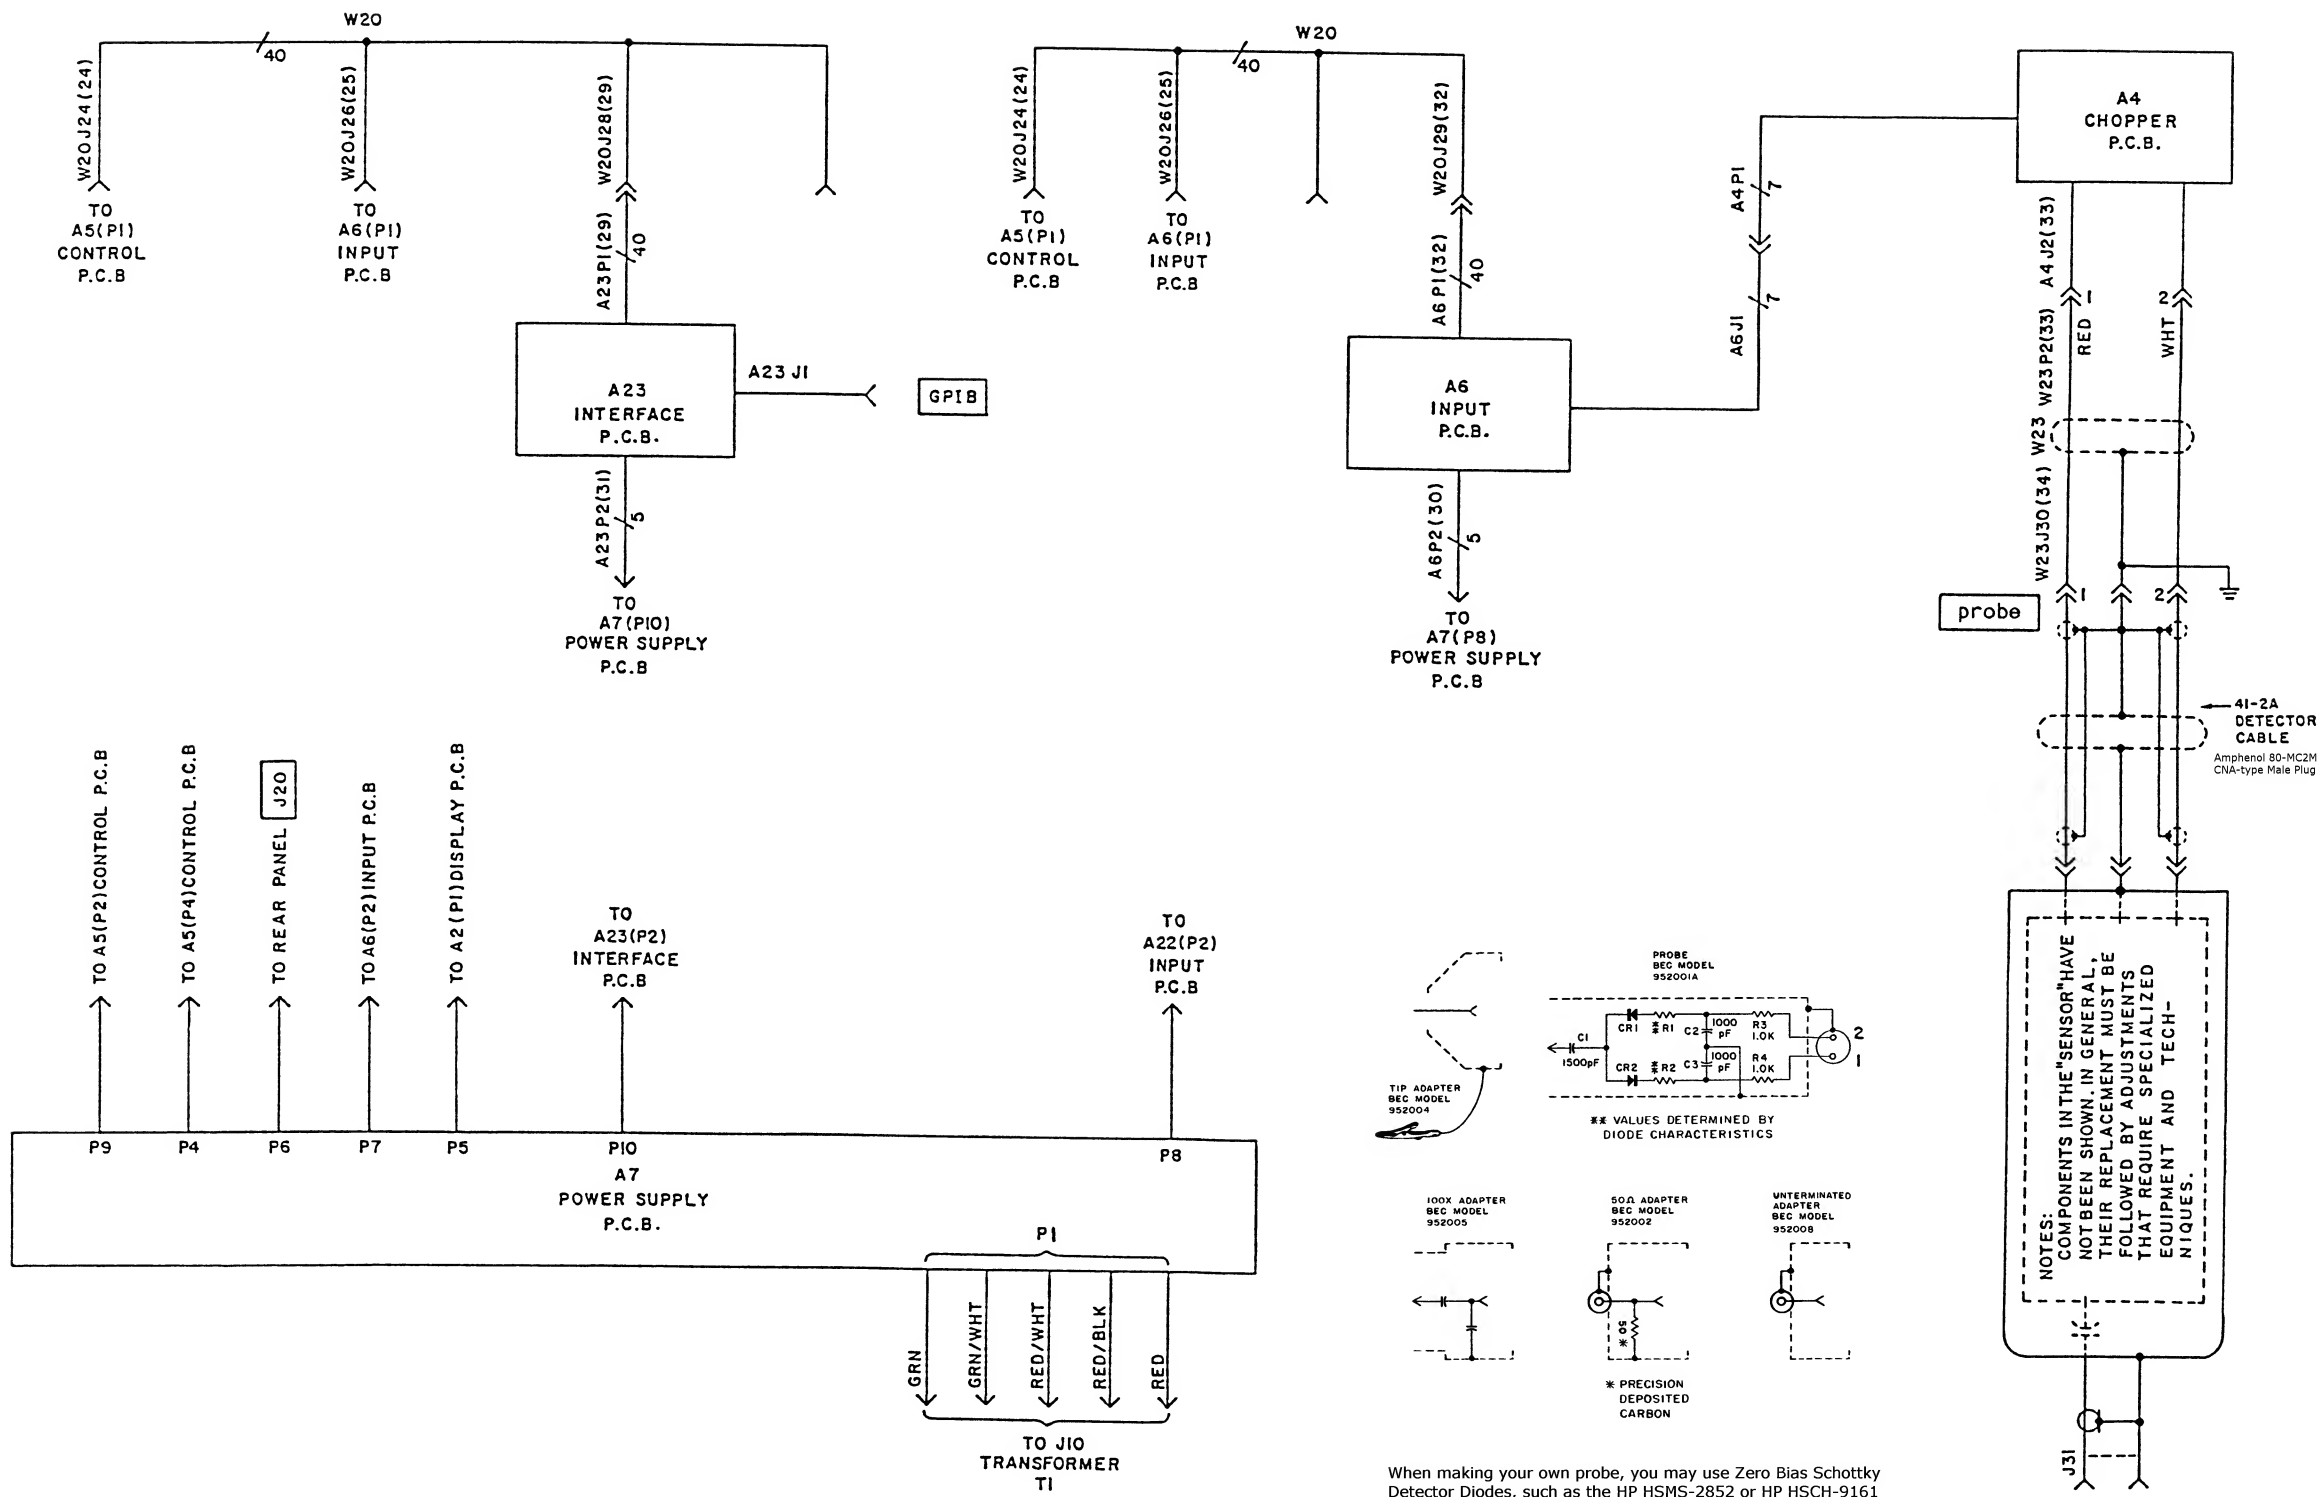 W20
40
W20J24(24)
W20J26(25)
W20J28(29)
TO
A5(P1)
CONTROL
P.C.B
TO
A6(P1)
INPUT
P.C.B
A23P1(29)
40
A23
INTERFACE
P.C.B.
A23 J1
GPIB
A23P2(31)
5
TO
A7(P10)
POWER SUPPLY
P.C.B
W20
40
W20J24(24)
W20J26(25)
W20J29(32)
TO
A5(P1)
CONTROL
P.C.B
TO
A6(P1)
INPUT
P.C.B
A6P1(32)
40
A6
INPUT
P.C.B.
A6P2(30)
5
TO
A7(P8)
POWER SUPPLY
P.C.B
A4P1
7
7
A6J1
A4
CHOPPER
P.C.B.
A4J2(33)
1
2
W23P2(33)
RED
WHT
W23
W23J30(34)
1
2
probe
41-2A
DETECTOR
CABLE
Amphenol 80-MC2M
CNA-type Male Plug
NOTES:
COMPONENTS IN THE "SENSOR" HAVE
NOT BEEN SHOWN. IN GENERAL,
THEIR REPLACEMENT MUST BE
FOLLOWED BY ADJUSTMENTS
THAT REQUIRE SPECIALIZED
EQUIPMENT AND TECH-
NIQUES.
J31
TO A5(P2)CONTROL P.C.B
TO A5(P4)CONTROL P.C.B
TO REAR PANEL J20
TO A6(P2)INPUT P.C.B
TO A2(P1)DISPLAY P.C.B
TO
A23(P2)
INTERFACE
P.C.B
TO
A22(P2)
INPUT
P.C.B
P9
P4
P6
P7
P5
P10
P8
A7
POWER SUPPLY
P.C.B.
P1
GRN
GRN/WHT
RED/WHT
RED/BLK
RED
TO J10
TRANSFORMER
T1
TIP ADAPTER
BEC MODEL
952004
PROBE
BEC MODEL
952001A
C1
1500pF
CR1
** R1
C2
1000
pF
R3
1.0K
CR2
** R2
C3
1000
pF
R4
1.0K
2
1
** VALUES DETERMINED BY
DIODE CHARACTERISTICS
100X ADAPTER
BEC MODEL
952005
50Ω ADAPTER
BEC MODEL
952002
50 *
* PRECISION
DEPOSITED
CARBON
UNTERMINATED
ADAPTER
BEC MODEL
952008
When making your own probe, you may use Zero Bias Schottky
Detector Diodes, such as the HP HSMS-2852 or HP HSCH-9161